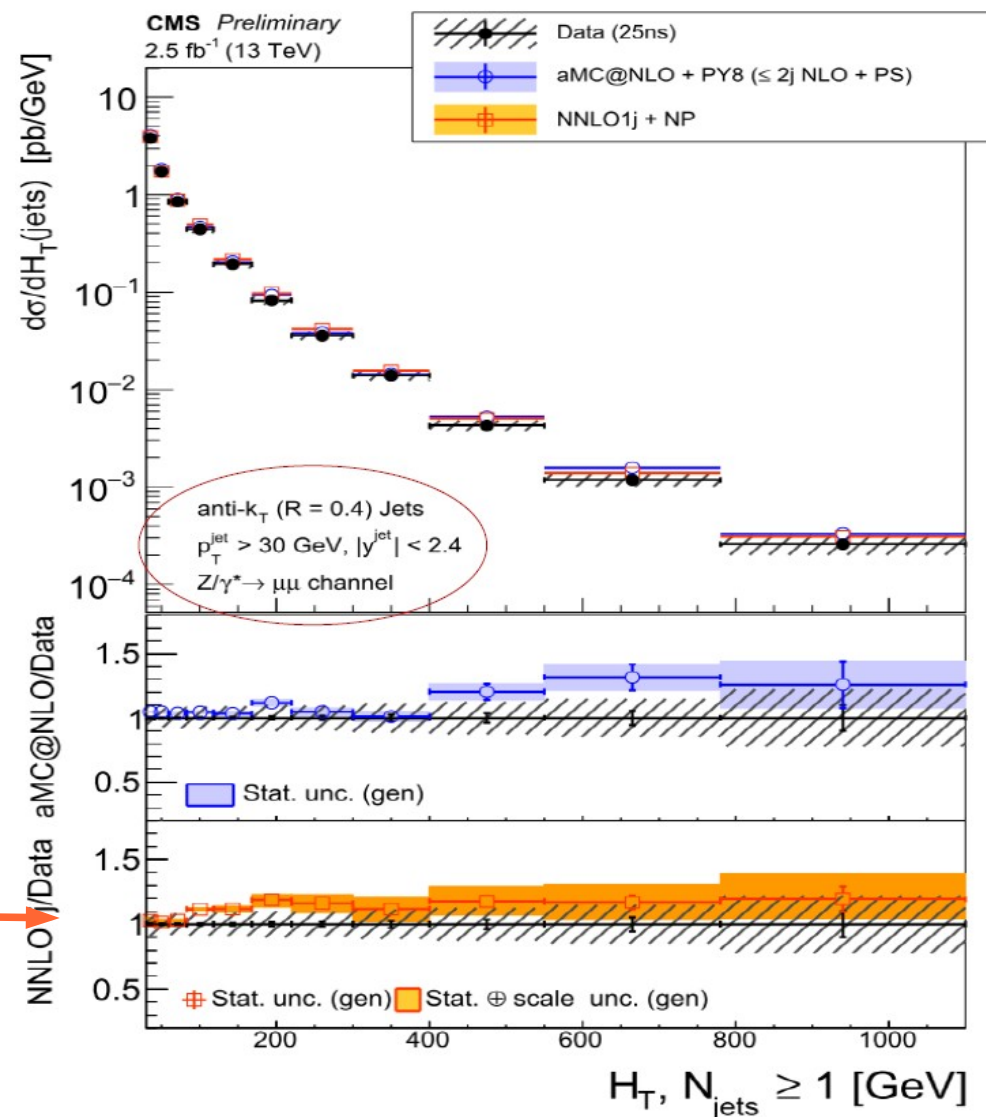 CMS Preliminary
2.5 fb⁻¹ (13 TeV)
Data (25ns)
aMC@NLO + PY8 (≤ 2j NLO + PS)
NNLO1j + NP
dσ/dH_T(jets) [pb/GeV]
10
1
10⁻¹
10⁻²
10⁻³
10⁻⁴
anti-k_T (R = 0.4) Jets
p_T^jet > 30 GeV, |y^jet| < 2.4
Z/γ* → μμ channel
aMC@NLO/Data
1.5
1
0.5
Stat. unc. (gen)
NNLO1j/Data
1.5
1
0.5
Stat. unc. (gen) Stat. ⊕ scale unc. (gen)
200 400 600 800 1000
H_T, N_jets ≥ 1 [GeV]